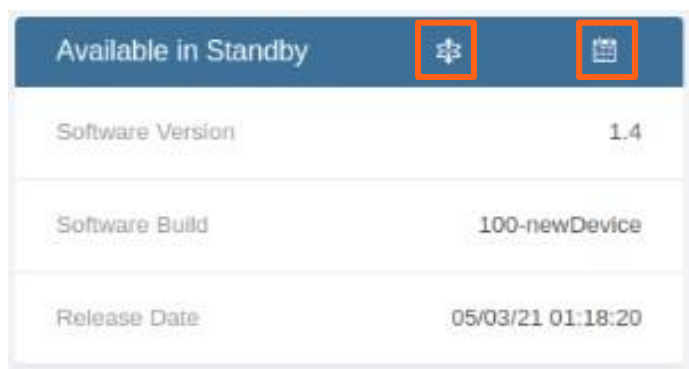 Available in Standby
Software Version 1.4
Software Build 100-newDevice
Release Date 05/03/21 01:18:20